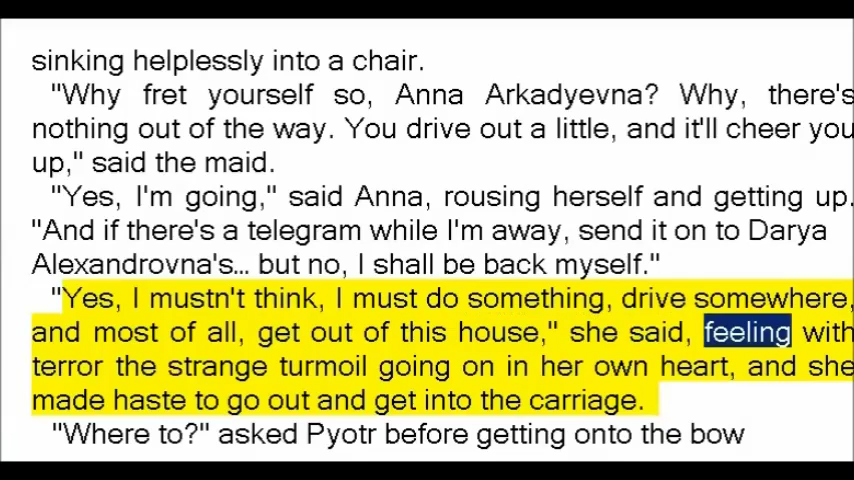 sinking helplessly into a chair.
"Why fret yourself so, Anna Arkadyevna? Why, there's
nothing out of the way. You drive out a little, and it'll cheer you
up," said the maid.
"Yes, I'm going," said Anna, rousing herself and getting up.
"And if there's a telegram while I'm away, send it on to Darya
Alexandrovna's... but no, I shall be back myself."
"Yes, I mustn't think, I must do something, drive somewhere,
and most of all, get out of this house," she said, feeling with
terror the strange turmoil going on in her own heart, and she
made haste to go out and get into the carriage.
"Where to?" asked Pyotr before getting onto the bow